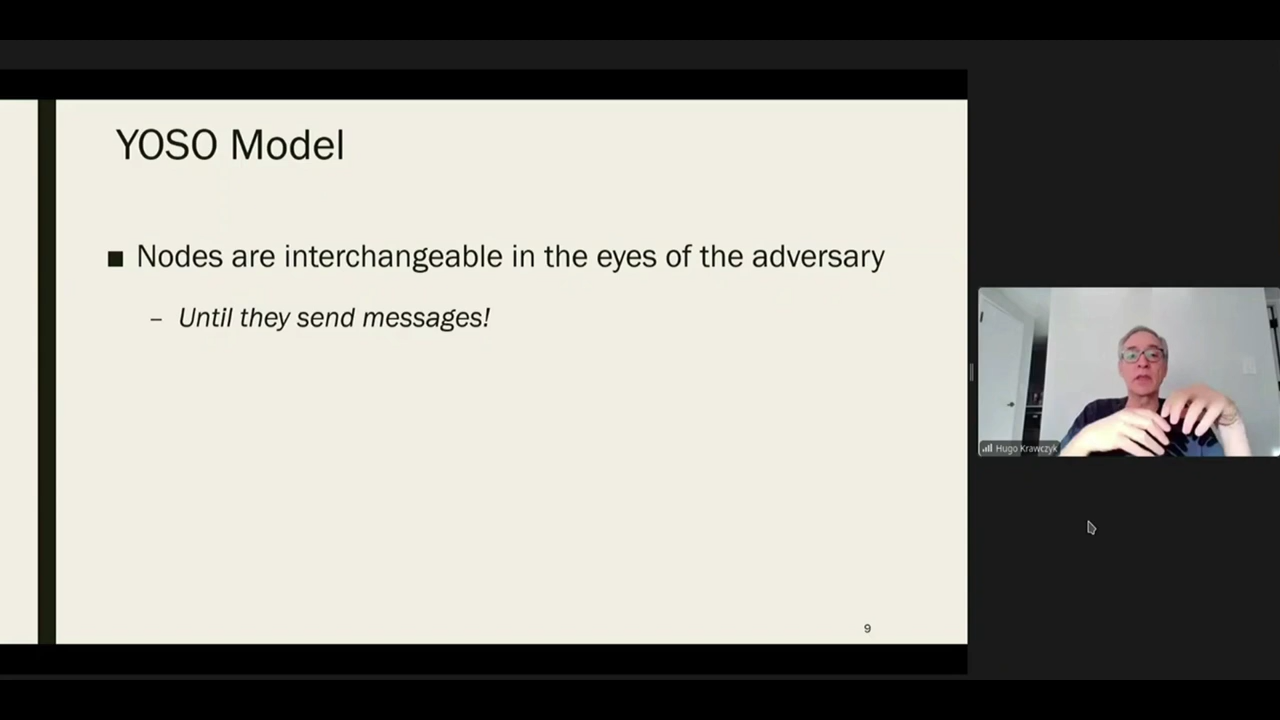 YOSO Model
■ Nodes are interchangeable in the eyes of the adversary
– Until they send messages!
Hugo Krawczyk
9